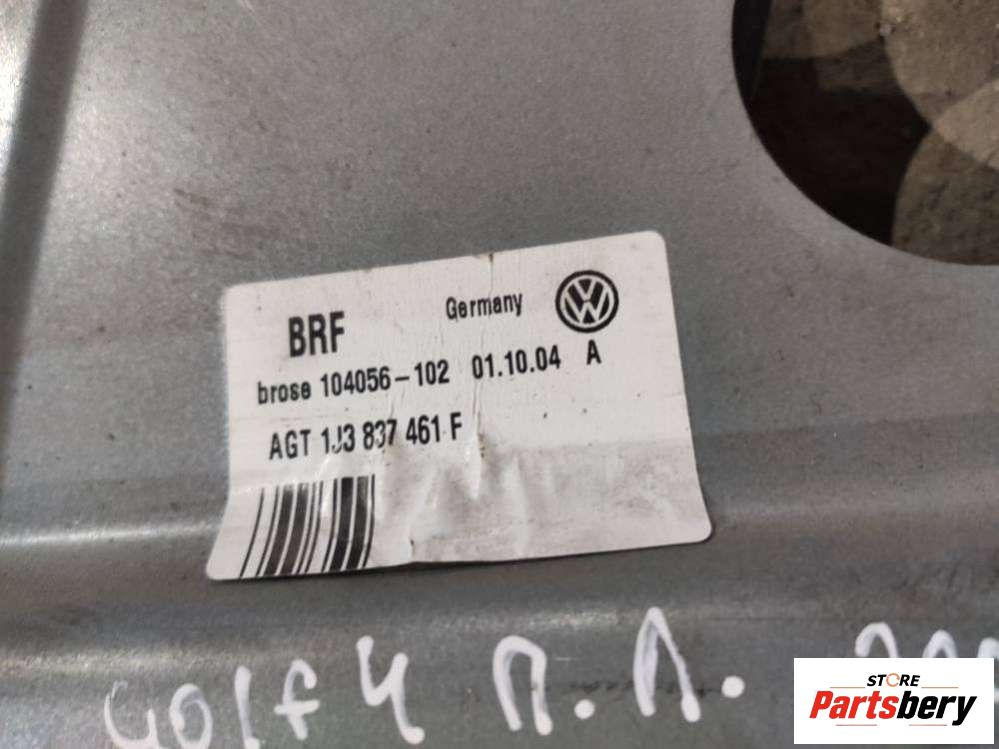 BRF Germany
brose 104056-102 01.10.04 A
AGT 1J3 837 461 F
Golf 4 П.Л.
STORE
Partsbery